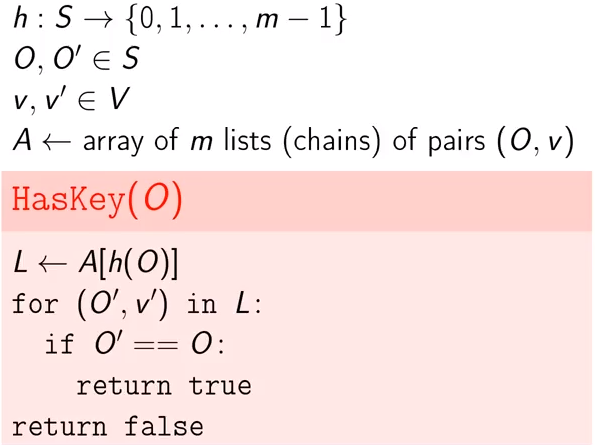 h : S → {0, 1, . . . , m − 1}
O, O′ ∈ S
v, v′ ∈ V
A ← array of m lists (chains) of pairs (O, v)
HasKey(O)
L ← A[h(O)]
for (O′, v′) in L:
if O′ == O:
return true
return false